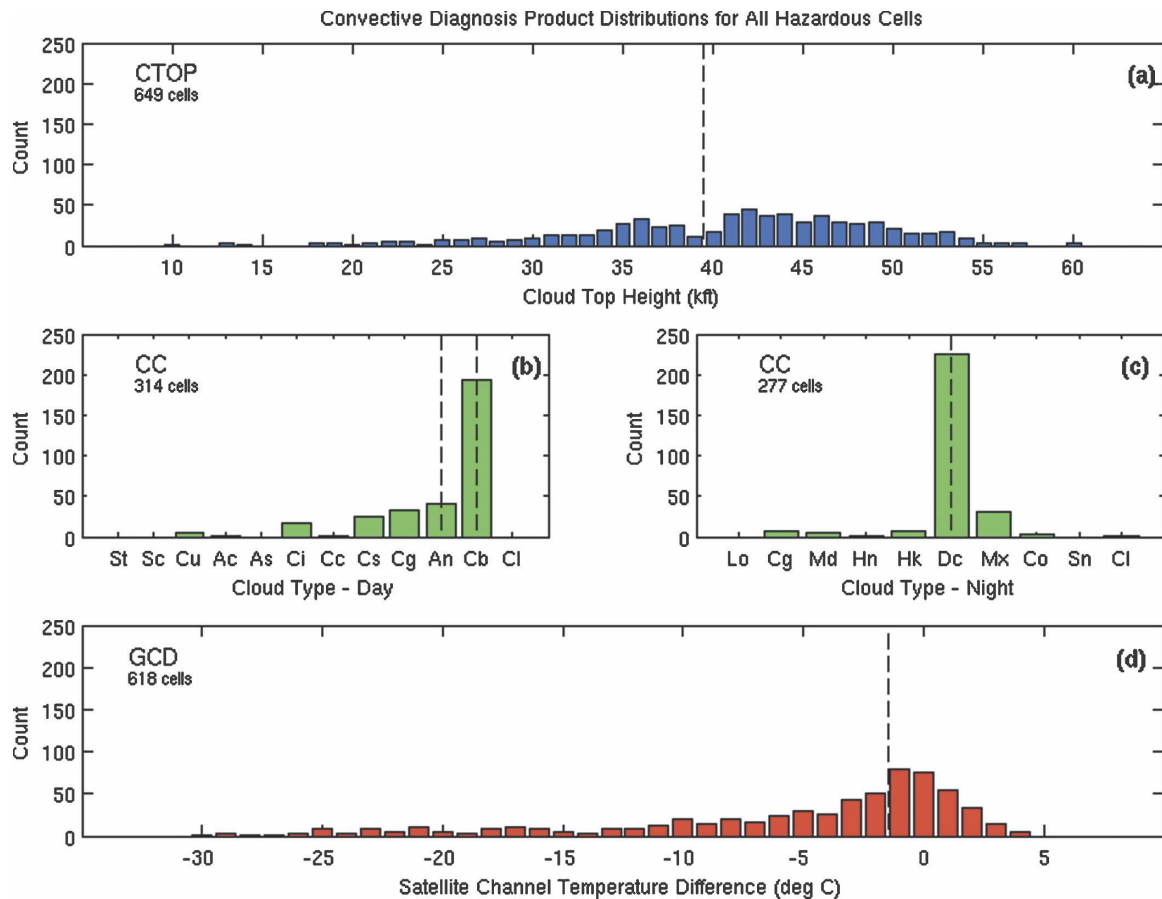 Convective Diagnosis Product Distributions for All Hazardous Cells
250
200
150
100
50
0
Count
CTOP
649 cells
(a)
10 15 20 25 30 35 40 45 50 55 60
Cloud Top Height (kft)
250
200
150
100
50
0
Count
CC
314 cells
(b)
St Sc Cu Ac As Ci Cc Cs Cg An Cb Cl
Cloud Type - Day
250
200
150
100
50
0
Count
CC
277 cells
(c)
Lo Cg Md Hn Hk Dc Mx Co Sn Cl
Cloud Type - Night
250
200
150
100
50
0
Count
GCD
618 cells
(d)
-30 -25 -20 -15 -10 -5 0 5
Satellite Channel Temperature Difference (deg C)